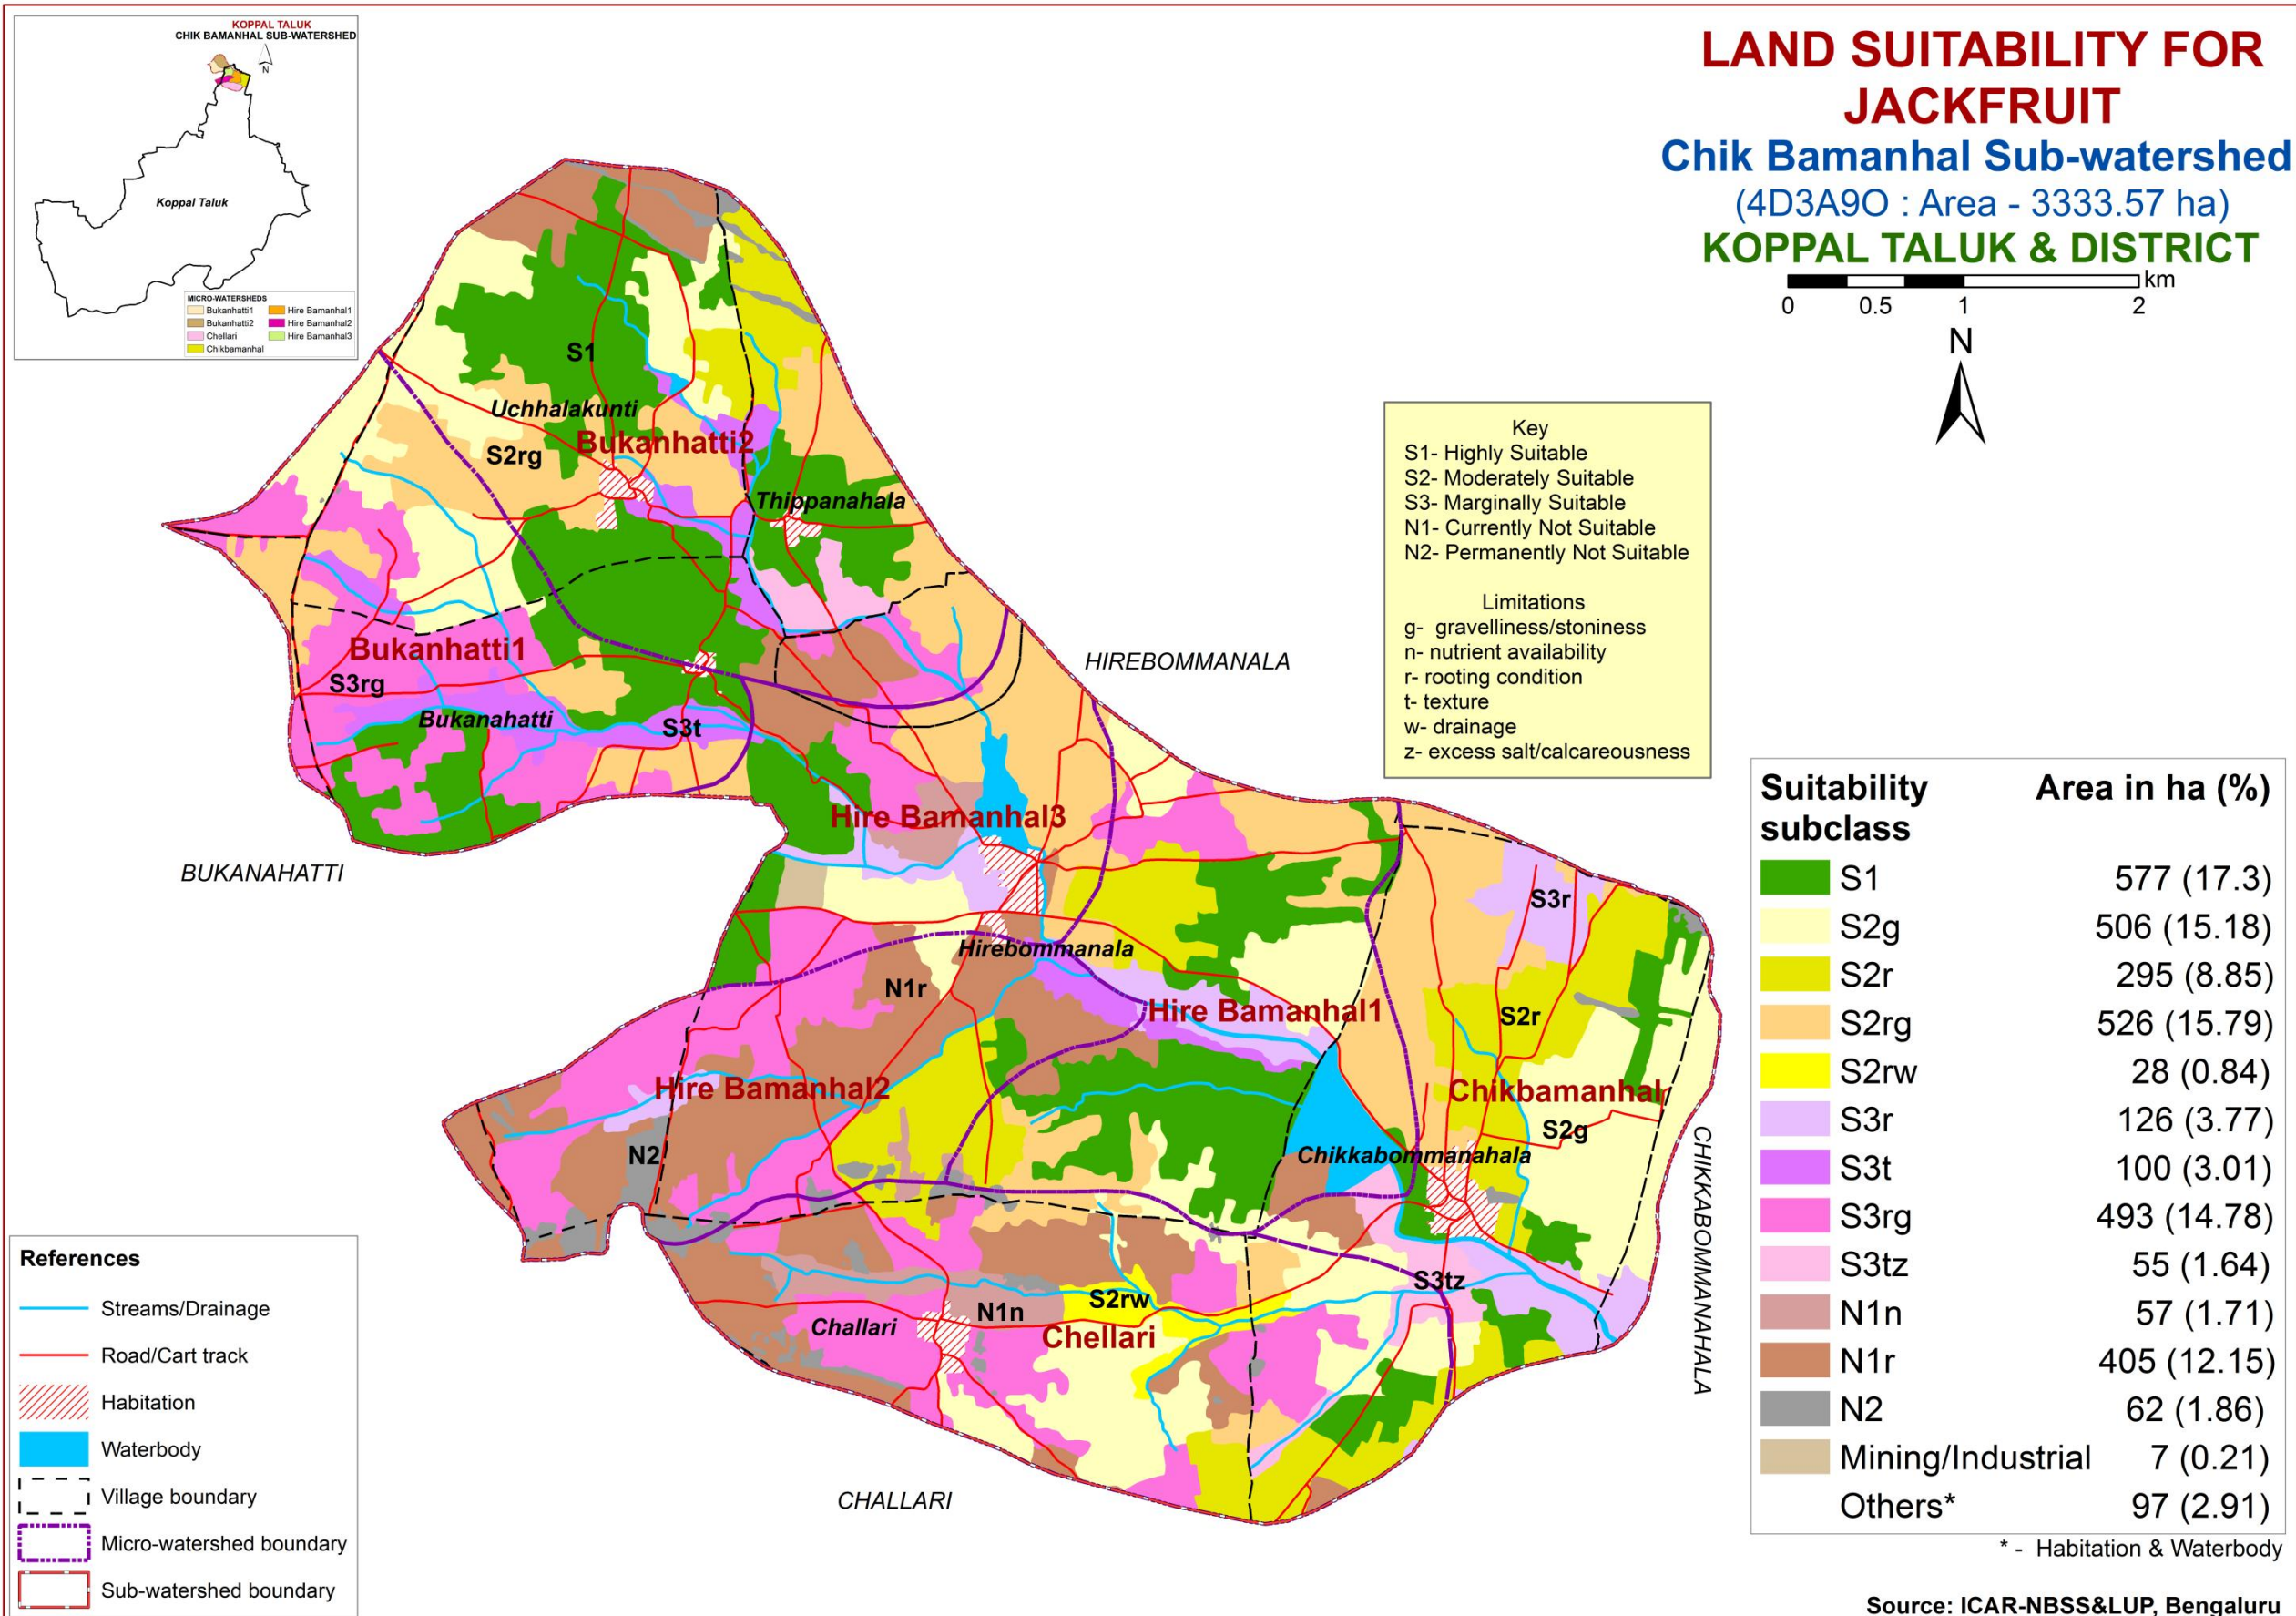 KOPPAL TALUK
CHIK BAMANHAL SUB-WATERSHED
N
Koppal Taluk
MICRO-WATERSHEDS
Bukanhatti1
Hire Bamanhal1
Bukanhatti2
Hire Bamanhal2
Chellari
Hire Bamanhal3
Chikbamanhal
LAND SUITABILITY FOR
JACKFRUIT
Chik Bamanhal Sub-watershed
(4D3A9O : Area - 3333.57 ha)
KOPPAL TALUK & DISTRICT
km
0 0.5 1 2
N
Key
S1- Highly Suitable
S2- Moderately Suitable
S3- Marginally Suitable
N1- Currently Not Suitable
N2- Permanently Not Suitable
Limitations
g- gravelliness/stoniness
n- nutrient availability
r- rooting condition
t- texture
w- drainage
z- excess salt/calcareousness
S1
Uchhalakunti
Bukanhatti2
S2rg
Thippanahala
Bukanhatti1
S3rg
HIREBOMMANALA
Bukanahatti
S3t
Hire Bamanhal3
BUKANAHATTI
S3r
Hirebommanala
N1r
Hire Bamanhal1
S2r
Hire Bamanhal2
Chikbamanhal
S2g
N2
Chikkabommanahala
CHIKKABOMMANAHALA
S3tz
S2rw
N1n
Challari
Chellari
CHALLARI
Suitability subclass
Area in ha (%)
S1 577 (17.3)
S2g 506 (15.18)
S2r 295 (8.85)
S2rg 526 (15.79)
S2rw 28 (0.84)
S3r 126 (3.77)
S3t 100 (3.01)
S3rg 493 (14.78)
S3tz 55 (1.64)
N1n 57 (1.71)
N1r 405 (12.15)
N2 62 (1.86)
Mining/Industrial 7 (0.21)
Others* 97 (2.91)
* - Habitation & Waterbody
Source: ICAR-NBSS&LUP, Bengaluru
References
Streams/Drainage
Road/Cart track
Habitation
Waterbody
Village boundary
Micro-watershed boundary
Sub-watershed boundary